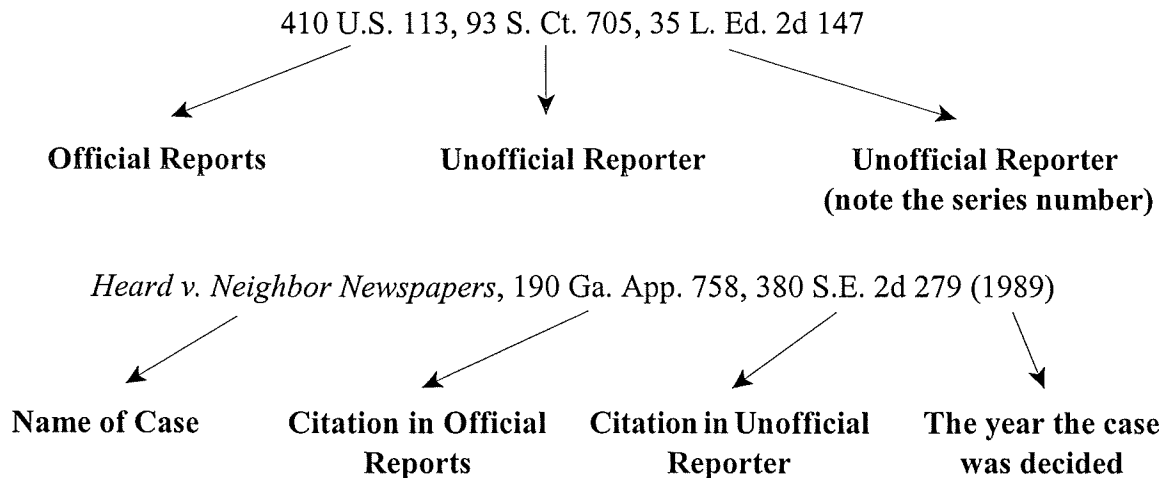 410 U.S. 113, 93 S. Ct. 705, 35 L. Ed. 2d 147
Official Reports
Unofficial Reporter
Unofficial Reporter
(note the series number)
Heard v. Neighbor Newspapers, 190 Ga. App. 758, 380 S.E. 2d 279 (1989)
Name of Case
Citation in Official
Reports
Citation in Unofficial
Reporter
The year the case
was decided